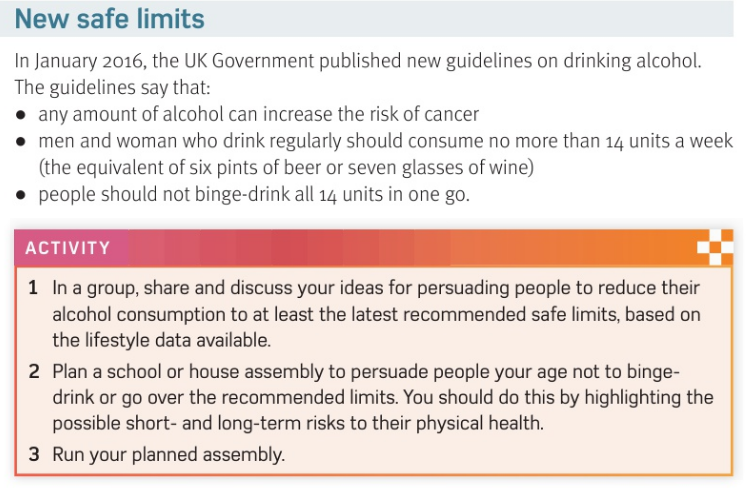 New safe limits
In January 2016, the UK Government published new guidelines on drinking alcohol.
The guidelines say that:
● any amount of alcohol can increase the risk of cancer
● men and woman who drink regularly should consume no more than 14 units a week
(the equivalent of six pints of beer or seven glasses of wine)
● people should not binge-drink all 14 units in one go.
ACTIVITY
1 In a group, share and discuss your ideas for persuading people to reduce their
alcohol consumption to at least the latest recommended safe limits, based on
the lifestyle data available.
2 Plan a school or house assembly to persuade people your age not to binge-
drink or go over the recommended limits. You should do this by highlighting the
possible short- and long-term risks to their physical health.
3 Run your planned assembly.